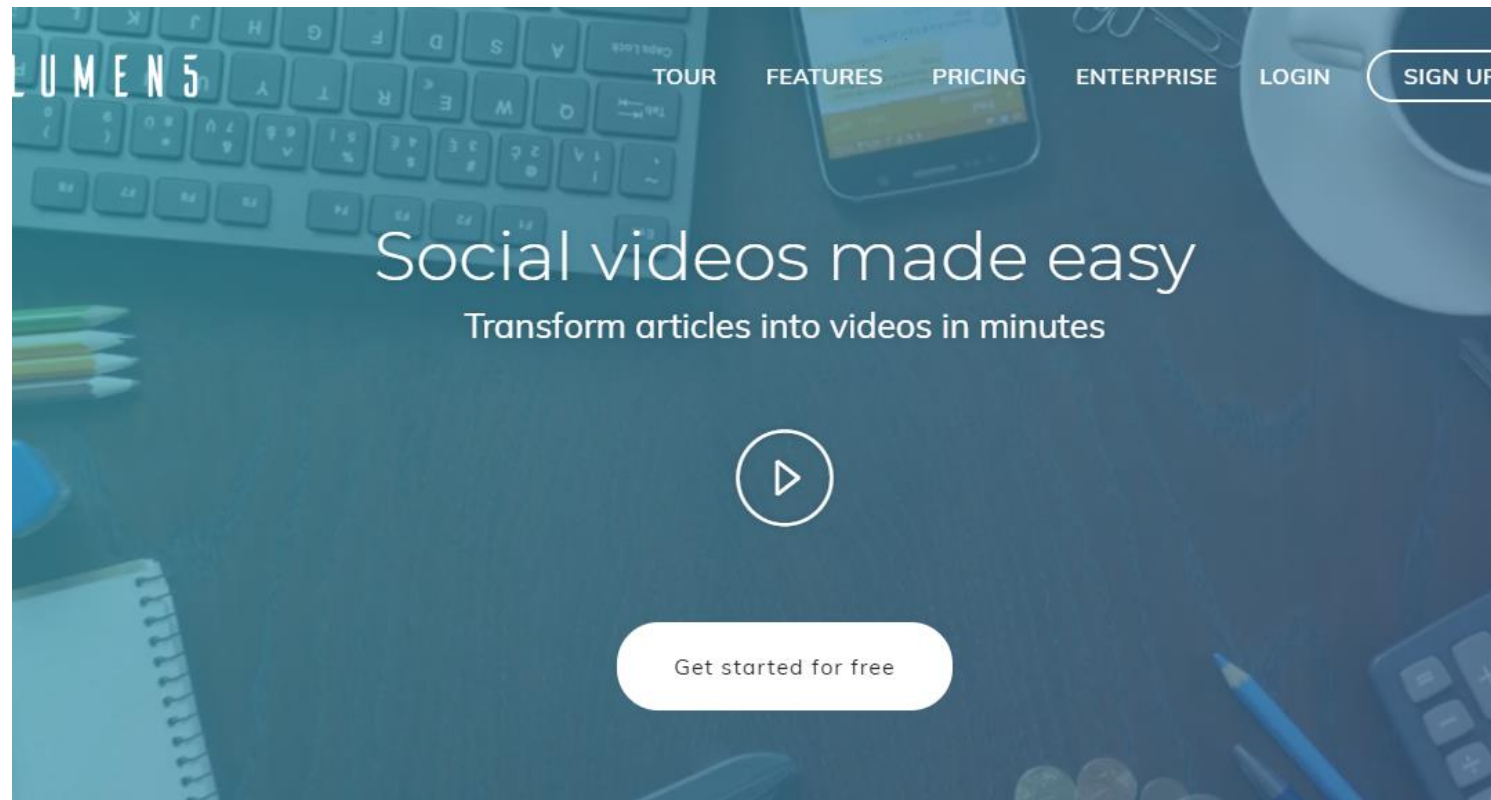 LUMEN5
TOUR FEATURES PRICING ENTERPRISE LOGIN SIGN UP
Social videos made easy
Transform articles into videos in minutes
Get started for free